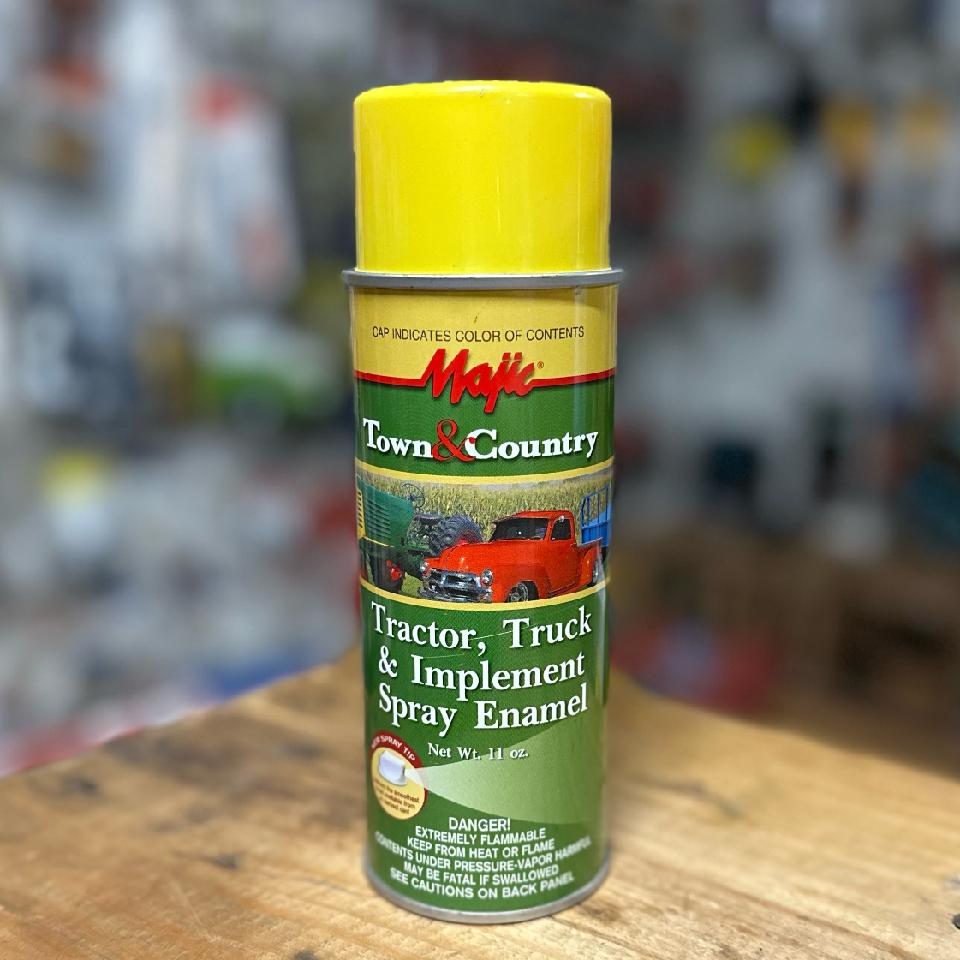 CAP INDICATES COLOR OF CONTENTS
Majic®
Town & Country
Tractor, Truck
& Implement
Spray Enamel
Net Wt. 11 oz.
SPRAY TIP
DANGER!
EXTREMELY FLAMMABLE
KEEP FROM HEAT OR FLAME
CONTENTS UNDER PRESSURE-VAPOR HARMFUL
MAY BE FATAL IF SWALLOWED
SEE CAUTIONS ON BACK PANEL